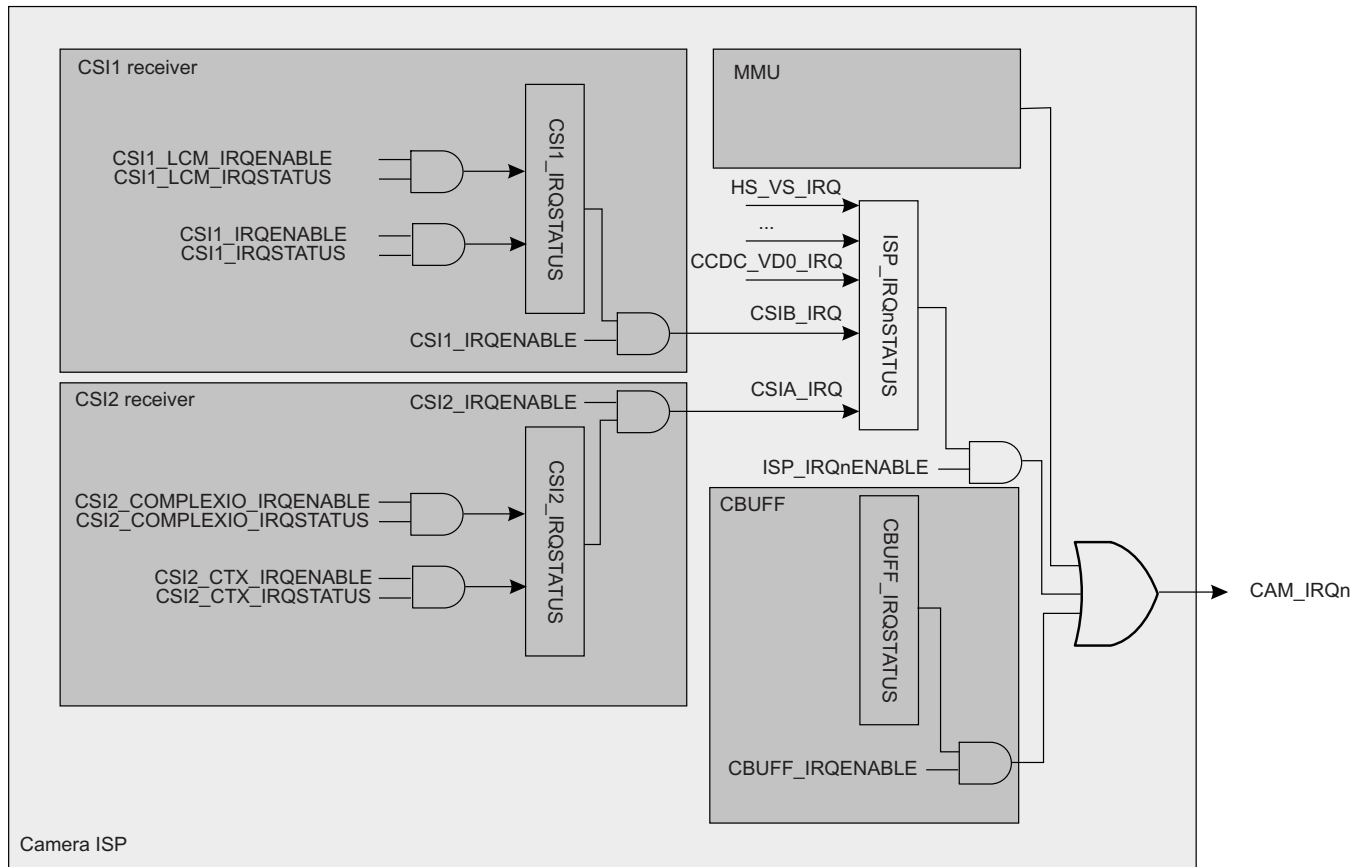 CSI1 receiver
CSI1_LCM_IRQENABLE
CSI1_LCM_IRQSTATUS
CSI1_IRQENABLE
CSI1_IRQSTATUS
CSI1_IRQSTATUS
CSI1_IRQENABLE
CSI2 receiver
CSI2_IRQENABLE
CSI2_COMPLEXIO_IRQENABLE
CSI2_COMPLEXIO_IRQSTATUS
CSI2_CTX_IRQENABLE
CSI2_CTX_IRQSTATUS
CSI2_IRQSTATUS
MMU
HS_VS_IRQ
...
CCDC_VD0_IRQ
CSIB_IRQ
CSIA_IRQ
ISP_IRQnSTATUS
ISP_IRQnENABLE
CBUFF
CBUFF_IRQSTATUS
CBUFF_IRQENABLE
CAM_IRQn
Camera ISP